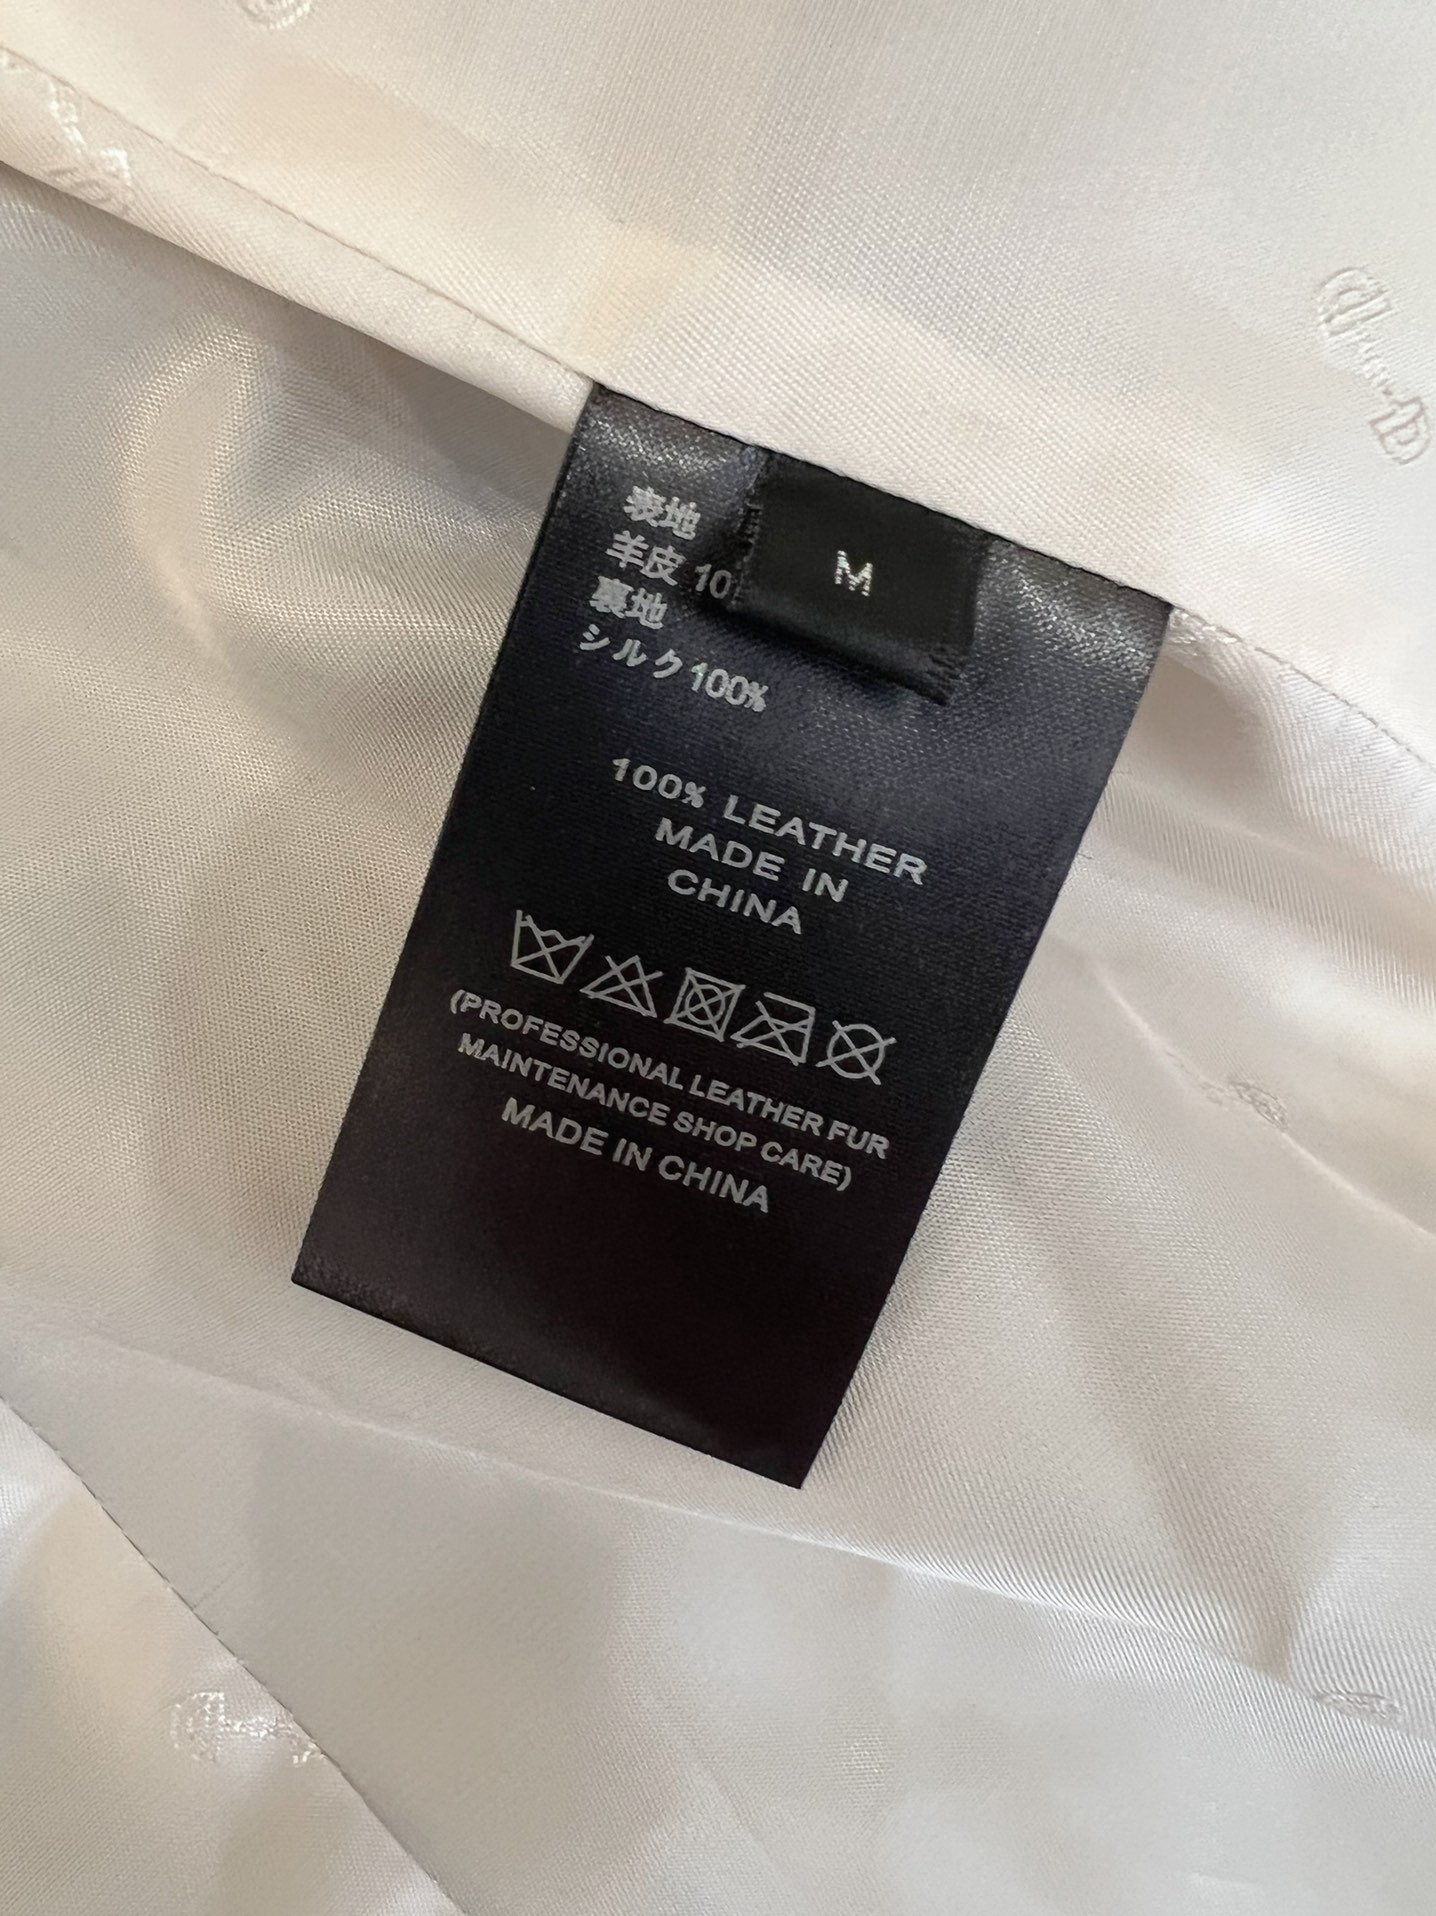 表地
羊皮 10
裏地
シルク100%
M
100% LEATHER
MADE IN
CHINA
(PROFESSIONAL LEATHER FUR
MAINTENANCE SHOP CARE)
MADE IN CHINA